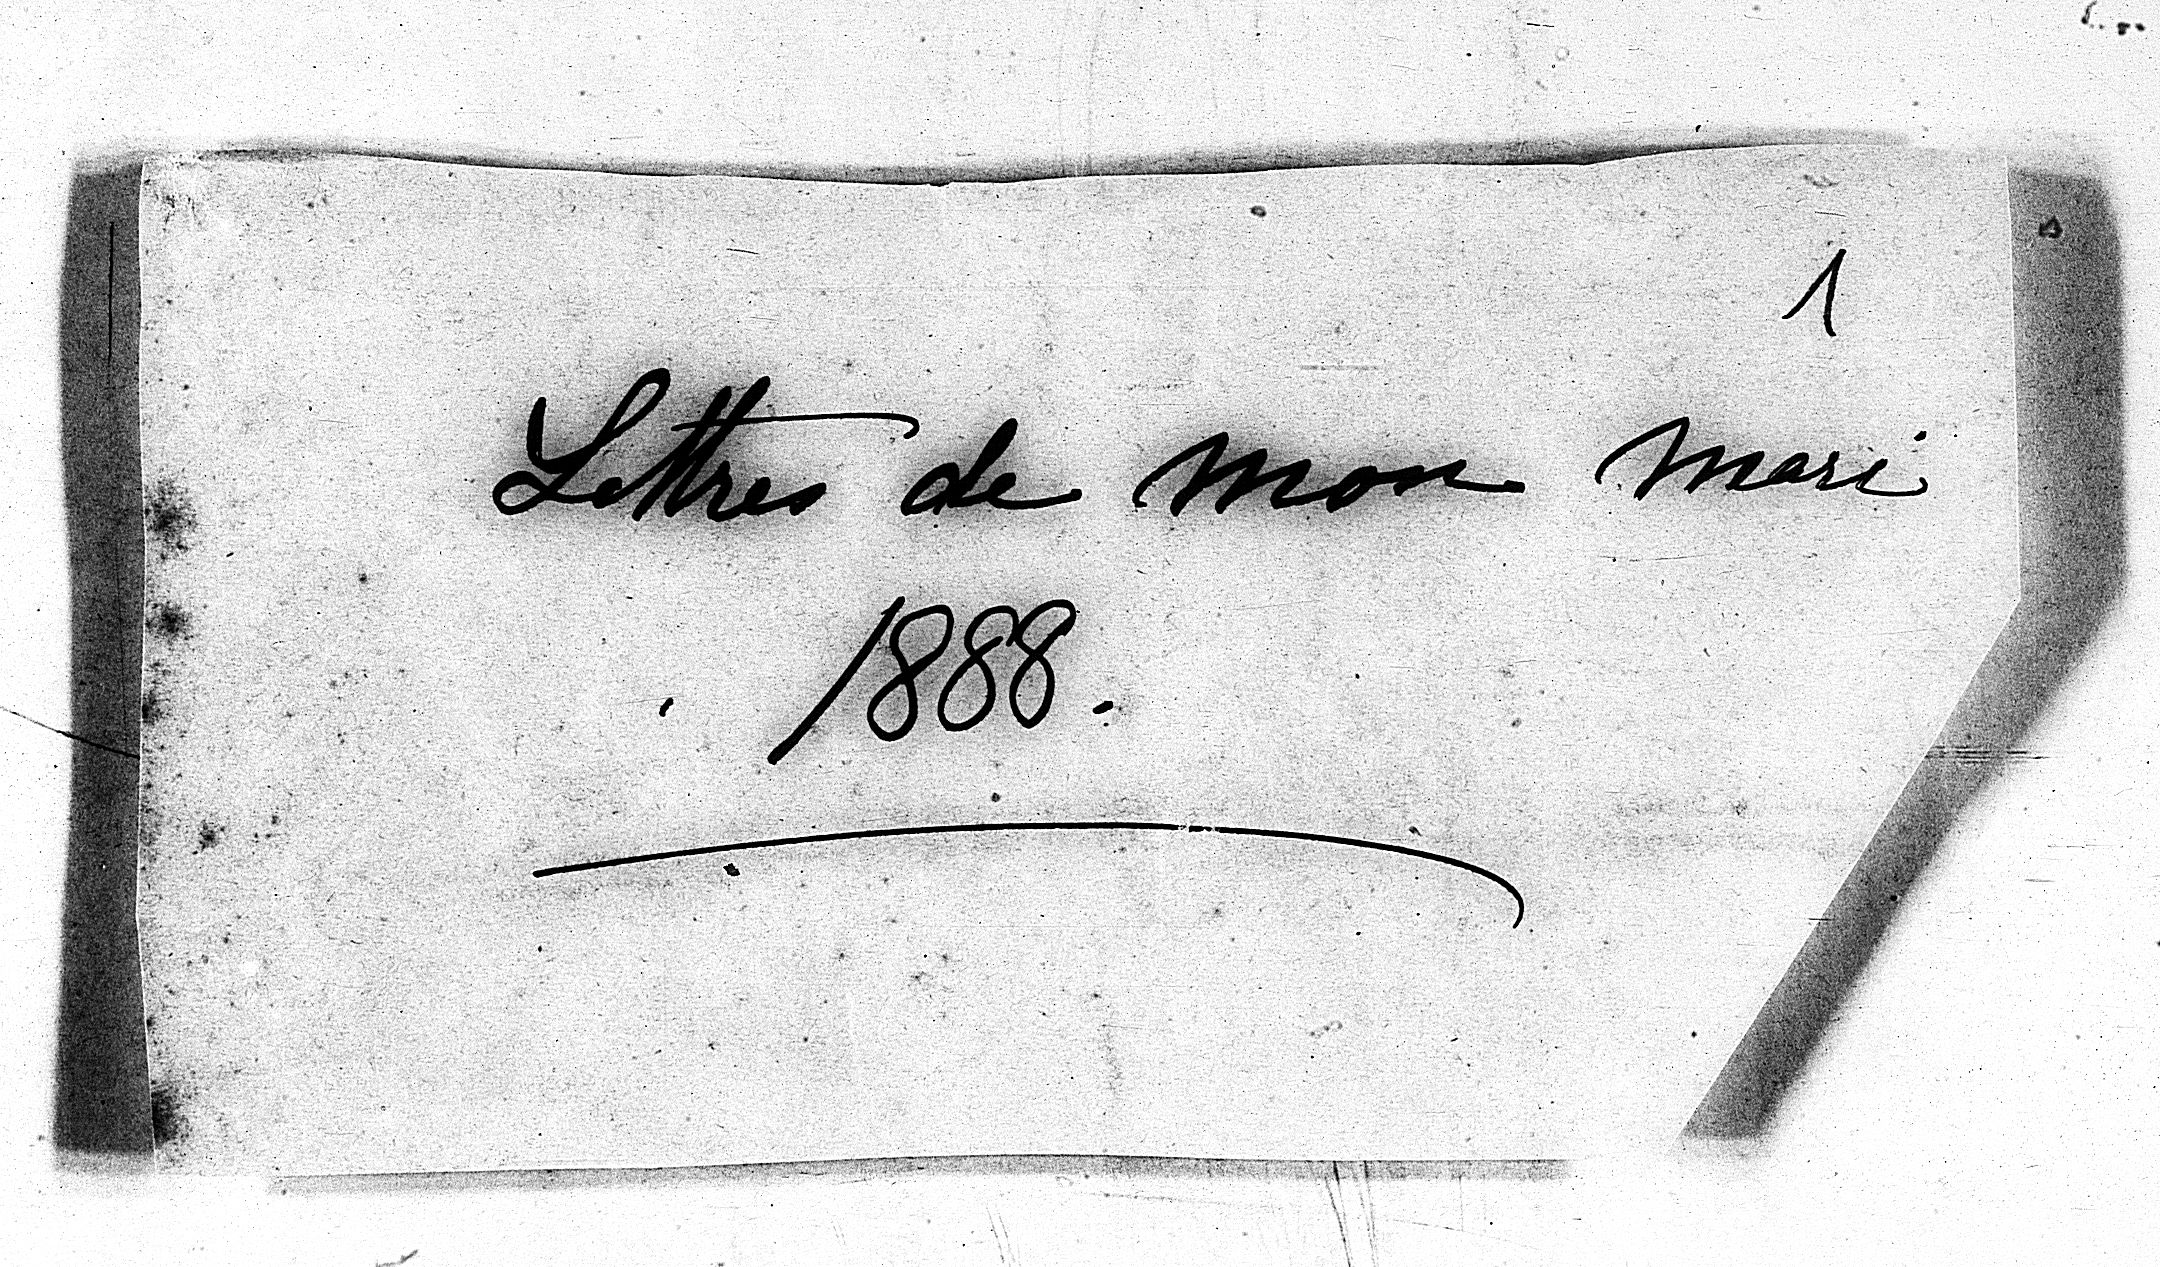 1
Lettres de mon mari
1888.